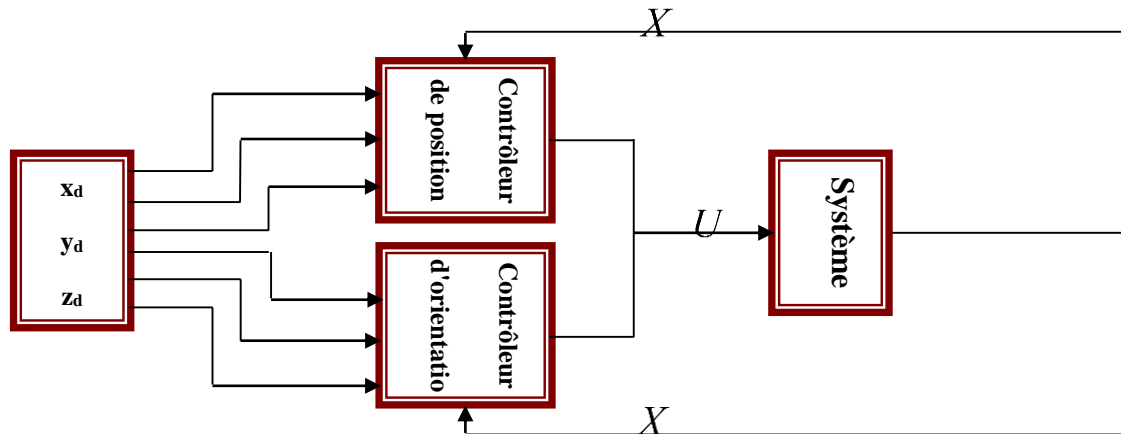 X
Contrôleur
de position
xd
yd
zd
U
Système
Contrôleur
d'orientatio
X